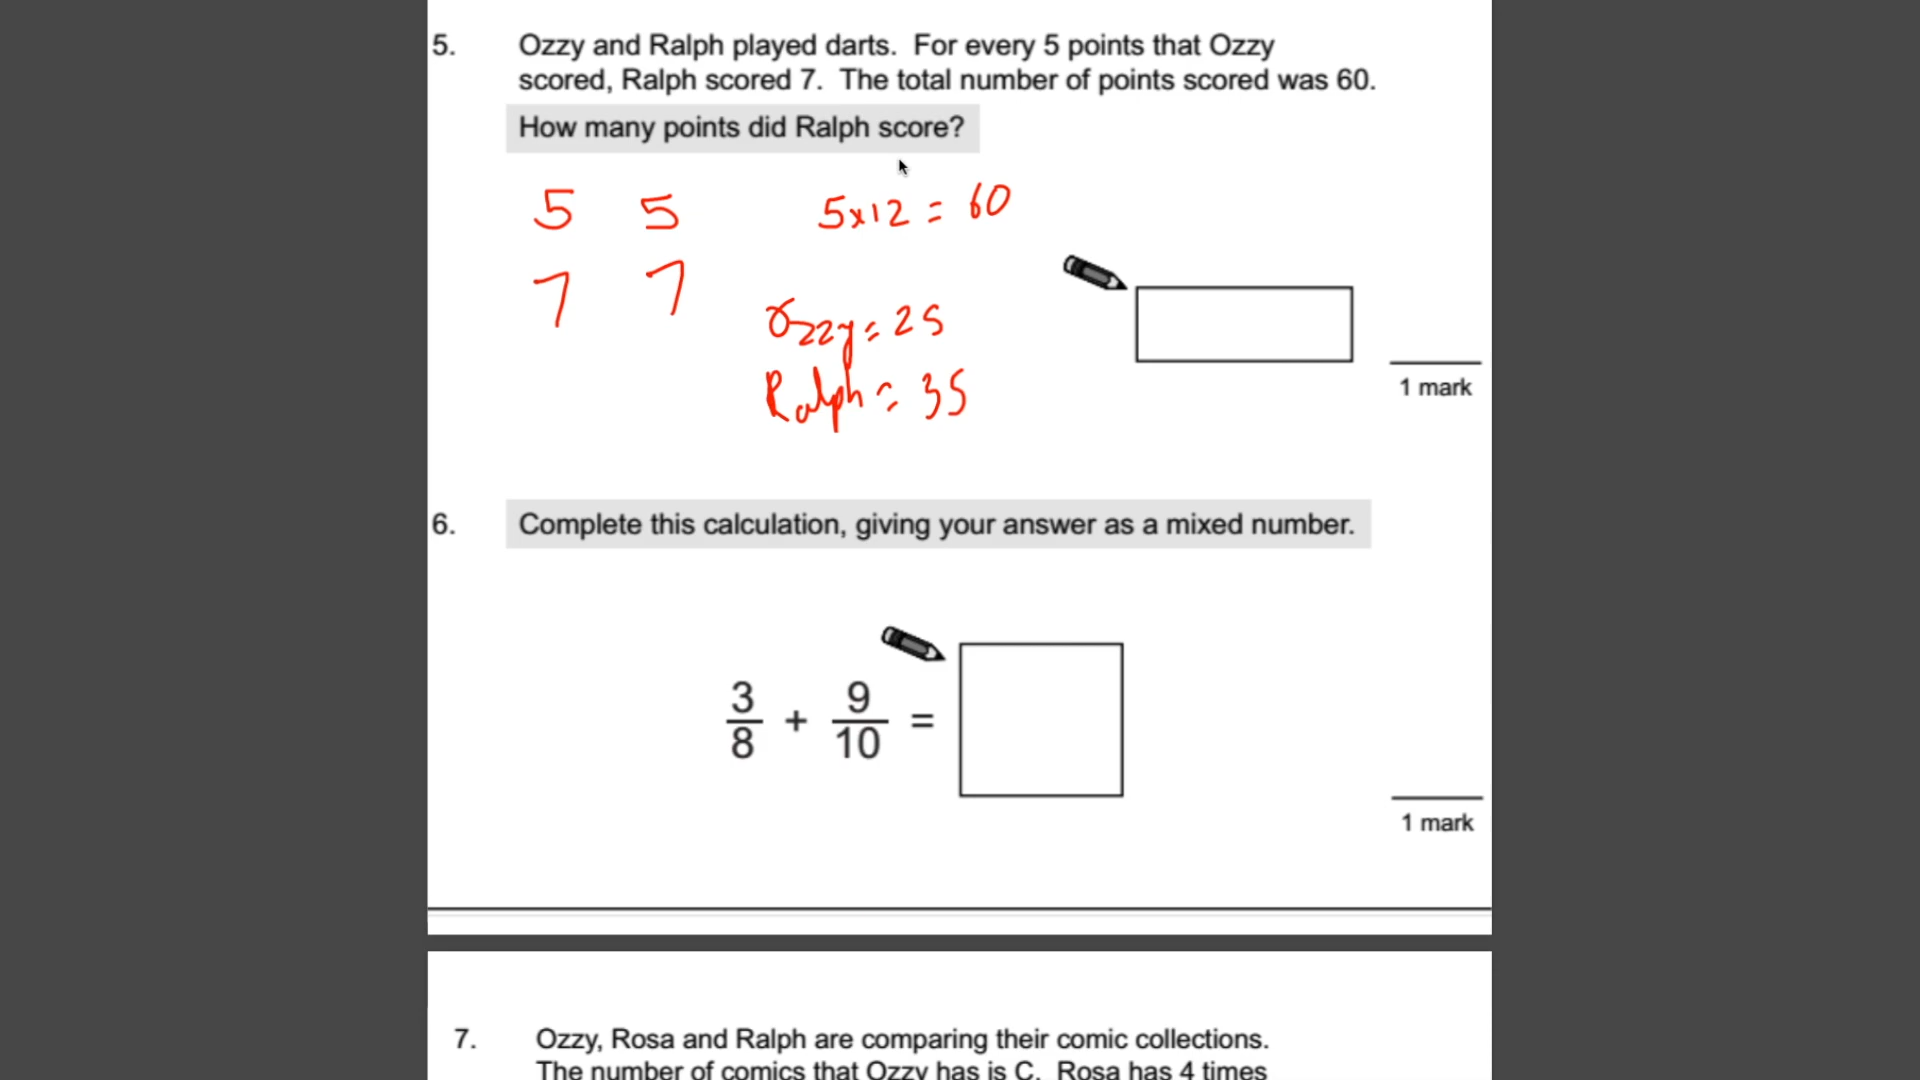 5. Ozzy and Ralph played darts. For every 5 points that Ozzy
scored, Ralph scored 7. The total number of points scored was 60.
How many points did Ralph score?
5 5 5x12 = 60
7 7
Ozzy = 25
Ralph = 35
1 mark
6. Complete this calculation, giving your answer as a mixed number.
3/8 + 9/10 =
1 mark
7. Ozzy, Rosa and Ralph are comparing their comic collections.
The number of comics that Ozzy has is C. Rosa has 4 times